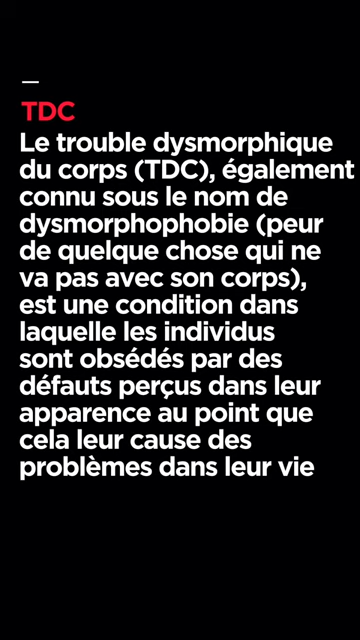 TDC
Le trouble dysmorphique
du corps (TDC), également
connu sous le nom de
dysmorphophobie (peur
de quelque chose qui ne
va pas avec son corps),
est une condition dans
laquelle les individus
sont obsédés par des
défauts perçus dans leur
apparence au point que
cela leur cause des
problèmes dans leur vie